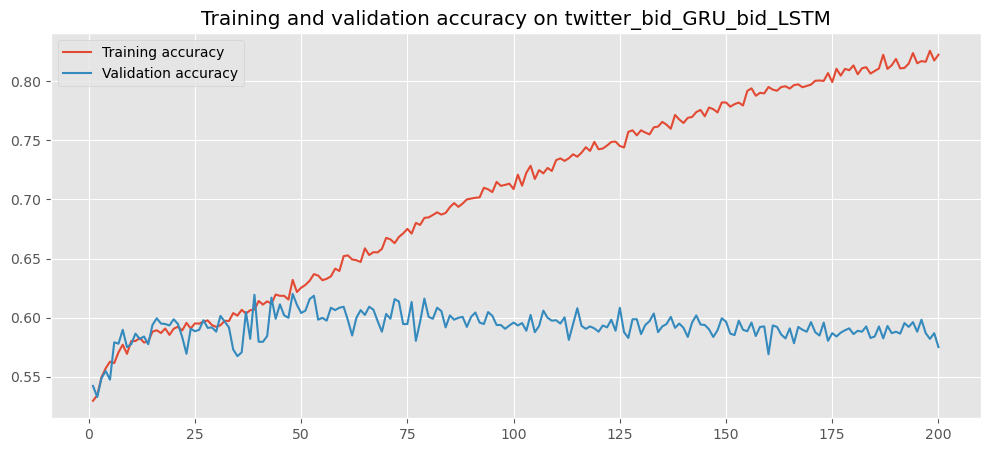 Training and validation accuracy on twitter_bid_GRU_bid_LSTM
Training accuracy
Validation accuracy
0.80
0.75
0.70
0.65
0.60
0.55
0 25 50 75 100 125 150 175 200